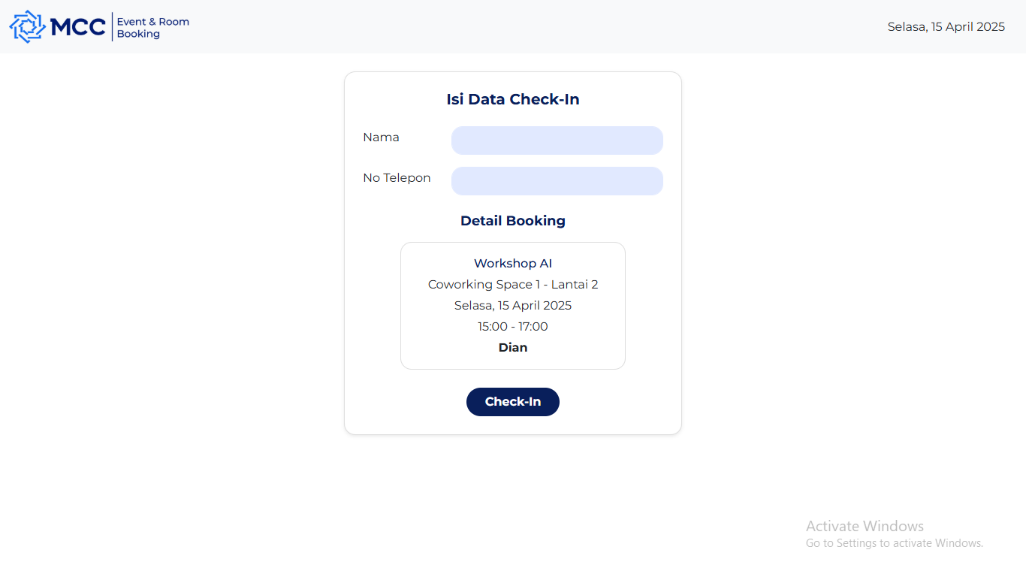 MCC
Event & Room
Booking
Selasa, 15 April 2025
Isi Data Check-In
Nama
No Telepon
Detail Booking
Workshop AI
Coworking Space 1 - Lantai 2
Selasa, 15 April 2025
15:00 - 17:00
Dian
Check-In
Activate Windows
Go to Settings to activate Windows.